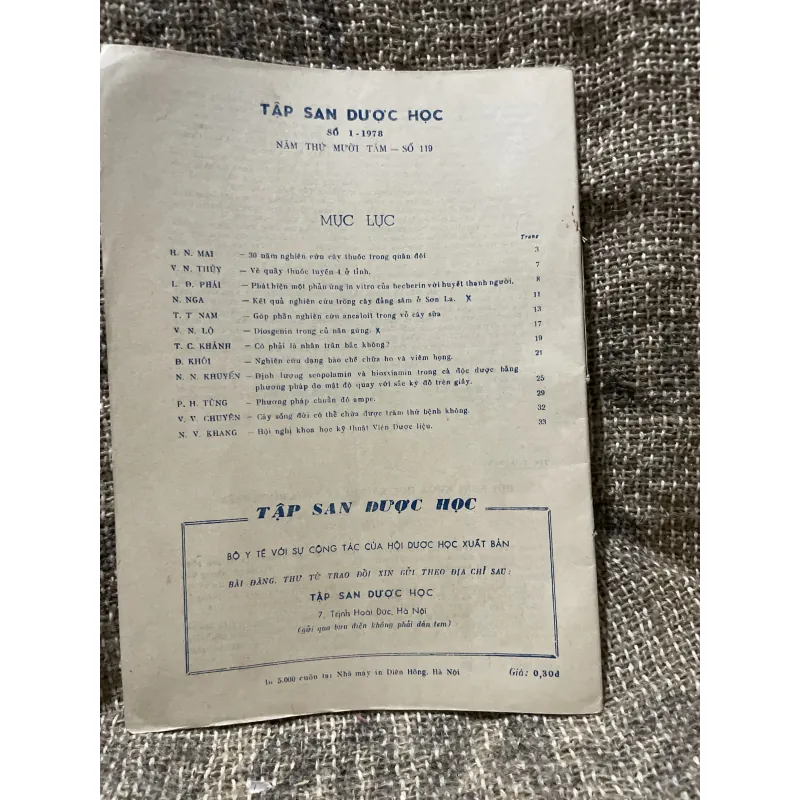 TẬP SAN DƯỢC HỌC
SỐ 1-1978
NĂM THỨ MƯỜI TÁM — SỐ 119
MỤC LỤC
Trang
H. N. MAI — 30 năm nghiên cứu cây thuốc trong quân đội 3
V. N. THỦY — Về quầy thuốc tuyến 4 ở tỉnh. 7
L. Đ. PHÁI — Phát hiện một phản ứng in vitro của becberin với huyết thanh người. 8
N. NGA — Kết quả nghiên cứu trồng cây đảng sâm ở Sơn La. x 11
T. T NAM — Góp phần nghiên cứu ancaloit trong vỏ cây sữa 13
V. N. LỘ — Diosgenin trong củ nần gừng. x 17
T. C. KHÁNH — Có phải là nhân trần bắc không? 19
Đ. KHÔI — Nghiên cứu dạng bào chế chữa ho và viêm họng. 21
N. N. KHUYẾN — Định lượng scopolamin và hioxxiamin trong cà độc dược bằng
phương pháp đo mật độ quay với sắc ký đồ trên giấy. 25
P. H. TÙNG — Phương pháp chuẩn độ ampe. 29
V. V. CHUYÊN — Cây sống đời có thể chữa được trăm thứ bệnh không. 32
N. V. KHANG — Hội nghị khoa học kỹ thuật Viện Dược liệu. 33
TẬP SAN DƯỢC HỌC
BỘ Y TẾ VỚI SỰ CỘNG TÁC CỦA HỘI DƯỢC HỌC XUẤT BẢN
BÀI ĐĂNG, THƯ TỪ TRAO ĐỔI XIN GỬI THEO ĐỊA CHỈ SAU:
TẬP SAN DƯỢC HỌC
7, Trịnh Hoài Đức, Hà Nội
(gửi qua bưu điện không phải dán tem)
In 5.000 cuốn tại Nhà máy in Diên Hồng, Hà Nội Giá: 0,30đ